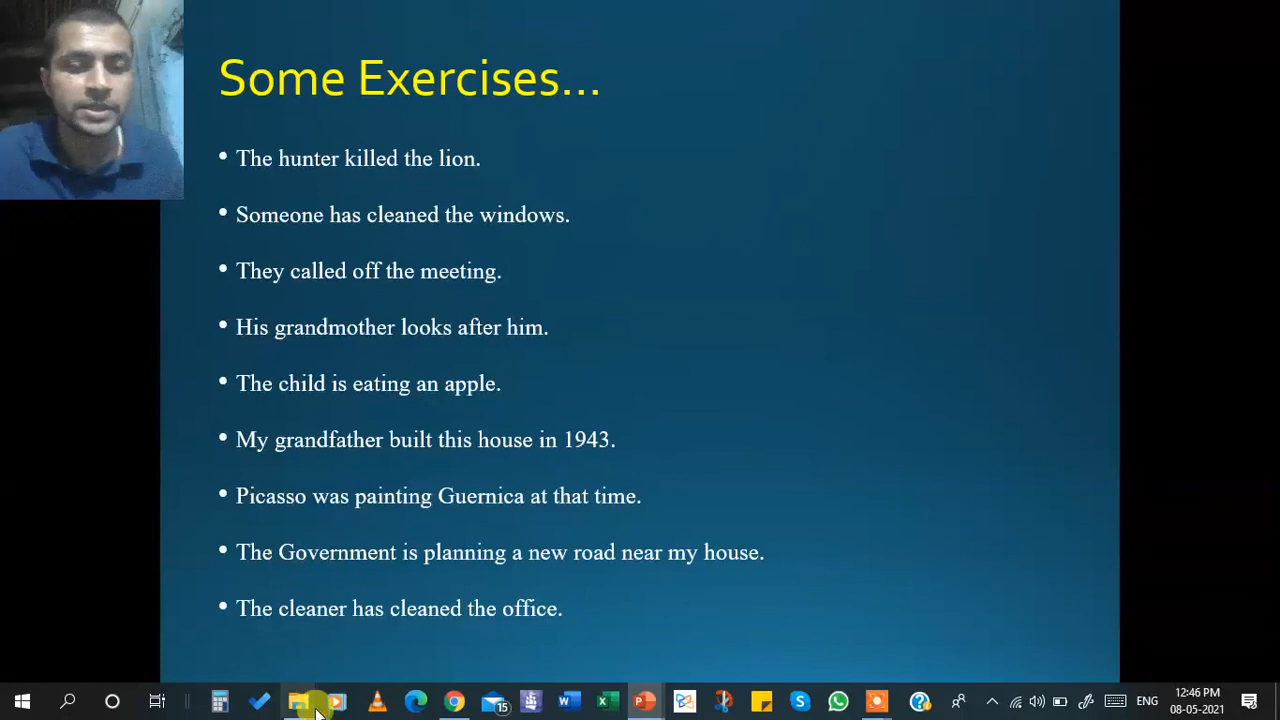 Some Exercises...
• The hunter killed the lion.
• Someone has cleaned the windows.
• They called off the meeting.
• His grandmother looks after him.
• The child is eating an apple.
• My grandfather built this house in 1943.
• Picasso was painting Guernica at that time.
• The Government is planning a new road near my house.
• The cleaner has cleaned the office.
15
ENG
12:46 PM
08-05-2021